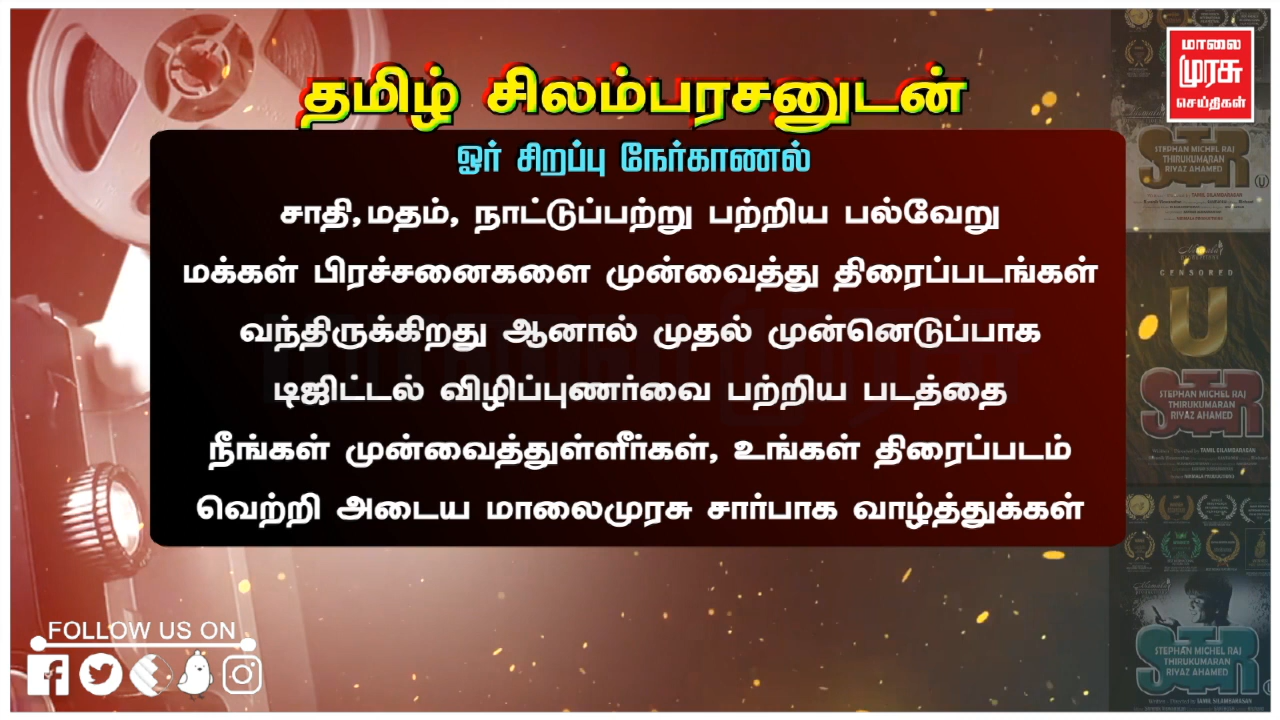 தமிழ் சிலம்பரசனுடன்
ஓர் சிறப்பு நேர்காணல்
சாதி,மதம், நாட்டுப்பற்று பற்றிய பல்வேறு
மக்கள் பிரச்சனைகளை முன்வைத்து திரைப்படங்கள்
வந்திருக்கிறது ஆனால் முதல் முன்னெடுப்பாக
டிஜிட்டல் விழிப்புணர்வை பற்றிய படத்தை
நீங்கள் முன்வைத்துள்ளீர்கள், உங்கள் திரைப்படம்
வெற்றி அடைய மாலைமுரசு சார்பாக வாழ்த்துக்கள்
மாலை
முரசு
செய்திகள்
STEPHAN MICHEL RAJ
THIRUKUMARAN
RIYAZ AHAMED
U
CENSORED
U
STEPHAN MICHEL RAJ
THIRUKUMARAN
RIYAZ AHAMED
STEPHAN MICHEL RAJ
THIRUKUMARAN
RIYAZ AHAMED
FOLLOW US ON